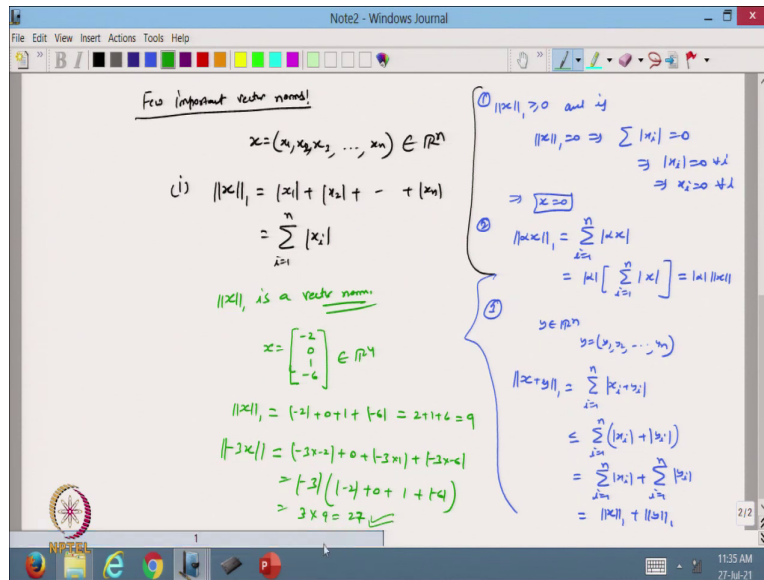 Note2 - Windows Journal
File Edit View Insert Actions Tools Help
B I
Few important vector norms!
x=(x1,x2,x3, ..., xn) ∈ ℝⁿ
(i) ||x||₁ = |x1| + |x2| + - + |xn|
= Σ_{i=1}^{n} |xi|
||x||₁ is a vector norm.
x = [-2 0 1 -6] ∈ ℝ⁴
||x||₁ = |-2| + 0 + 1 + |-6| = 2+1+6 = 9
||-3x|| = |-3x-2| + 0 + |-3x1| + |-3x-6|
= |-3| (|-2| + 0 + 1 + |-6|)
= 3 x 9 = 27 ✓
① ||x||₁ ≥ 0 and is
||x||₁ = 0 ⇒ Σ |xi| = 0
⇒ |xi| = 0 ∀i
⇒ xi = 0 ∀i
⇒ x=0
② ||αx||₁ = Σ_{i=1}^{n} |αx|
= |α| [ Σ_{i=1}^{n} |x| ] = |α| ||x||
③
y ∈ ℝⁿ
y = (y1, y2, - -, yn)
||x+y||₁ = Σ_{i=1}^{n} |xi+yi|
≤ Σ_{i=1}^{n} (|xi| + |yi|)
= Σ_{i=1}^{n} |xi| + Σ_{i=1}^{n} |yi|
= ||x||₁ + ||y||₁
2/2
1
NPTEL
11:35 AM
27-Jul-21